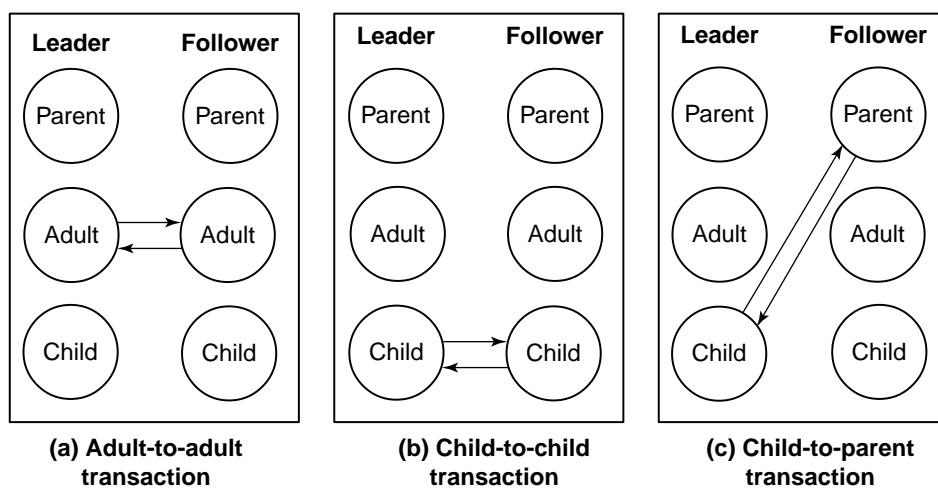 Leader Follower
Parent Parent
Adult Adult
Child Child
(a) Adult-to-adult
transaction
Leader Follower
Parent Parent
Adult Adult
Child Child
(b) Child-to-child
transaction
Leader Follower
Parent Parent
Adult Adult
Child Child
(c) Child-to-parent
transaction